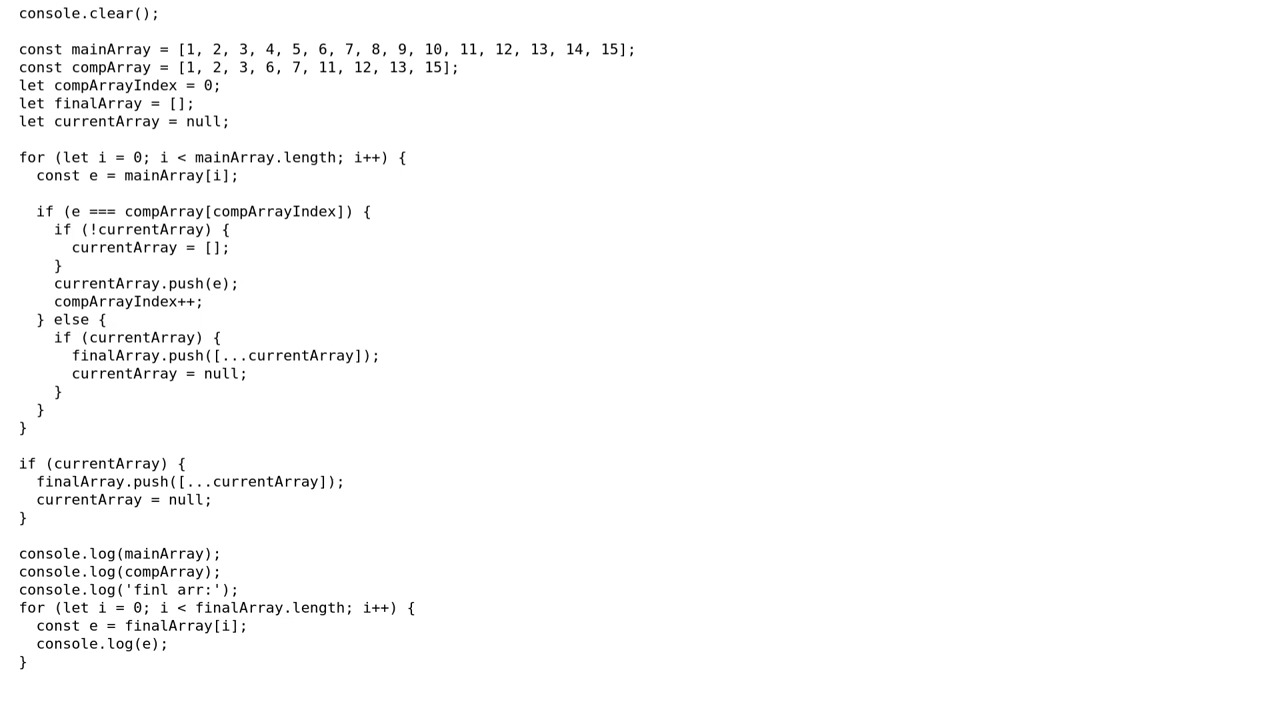 console.clear();

const mainArray = [1, 2, 3, 4, 5, 6, 7, 8, 9, 10, 11, 12, 13, 14, 15];
const compArray = [1, 2, 3, 6, 7, 11, 12, 13, 15];
let compArrayIndex = 0;
let finalArray = [];
let currentArray = null;

for (let i = 0; i < mainArray.length; i++) {
  const e = mainArray[i];

  if (e === compArray[compArrayIndex]) {
    if (!currentArray) {
      currentArray = [];
    }
    currentArray.push(e);
    compArrayIndex++;
  } else {
    if (currentArray) {
      finalArray.push([...currentArray]);
      currentArray = null;
    }
  }
}

if (currentArray) {
  finalArray.push([...currentArray]);
  currentArray = null;
}

console.log(mainArray);
console.log(compArray);
console.log('finl arr:');
for (let i = 0; i < finalArray.length; i++) {
  const e = finalArray[i];
  console.log(e);
}